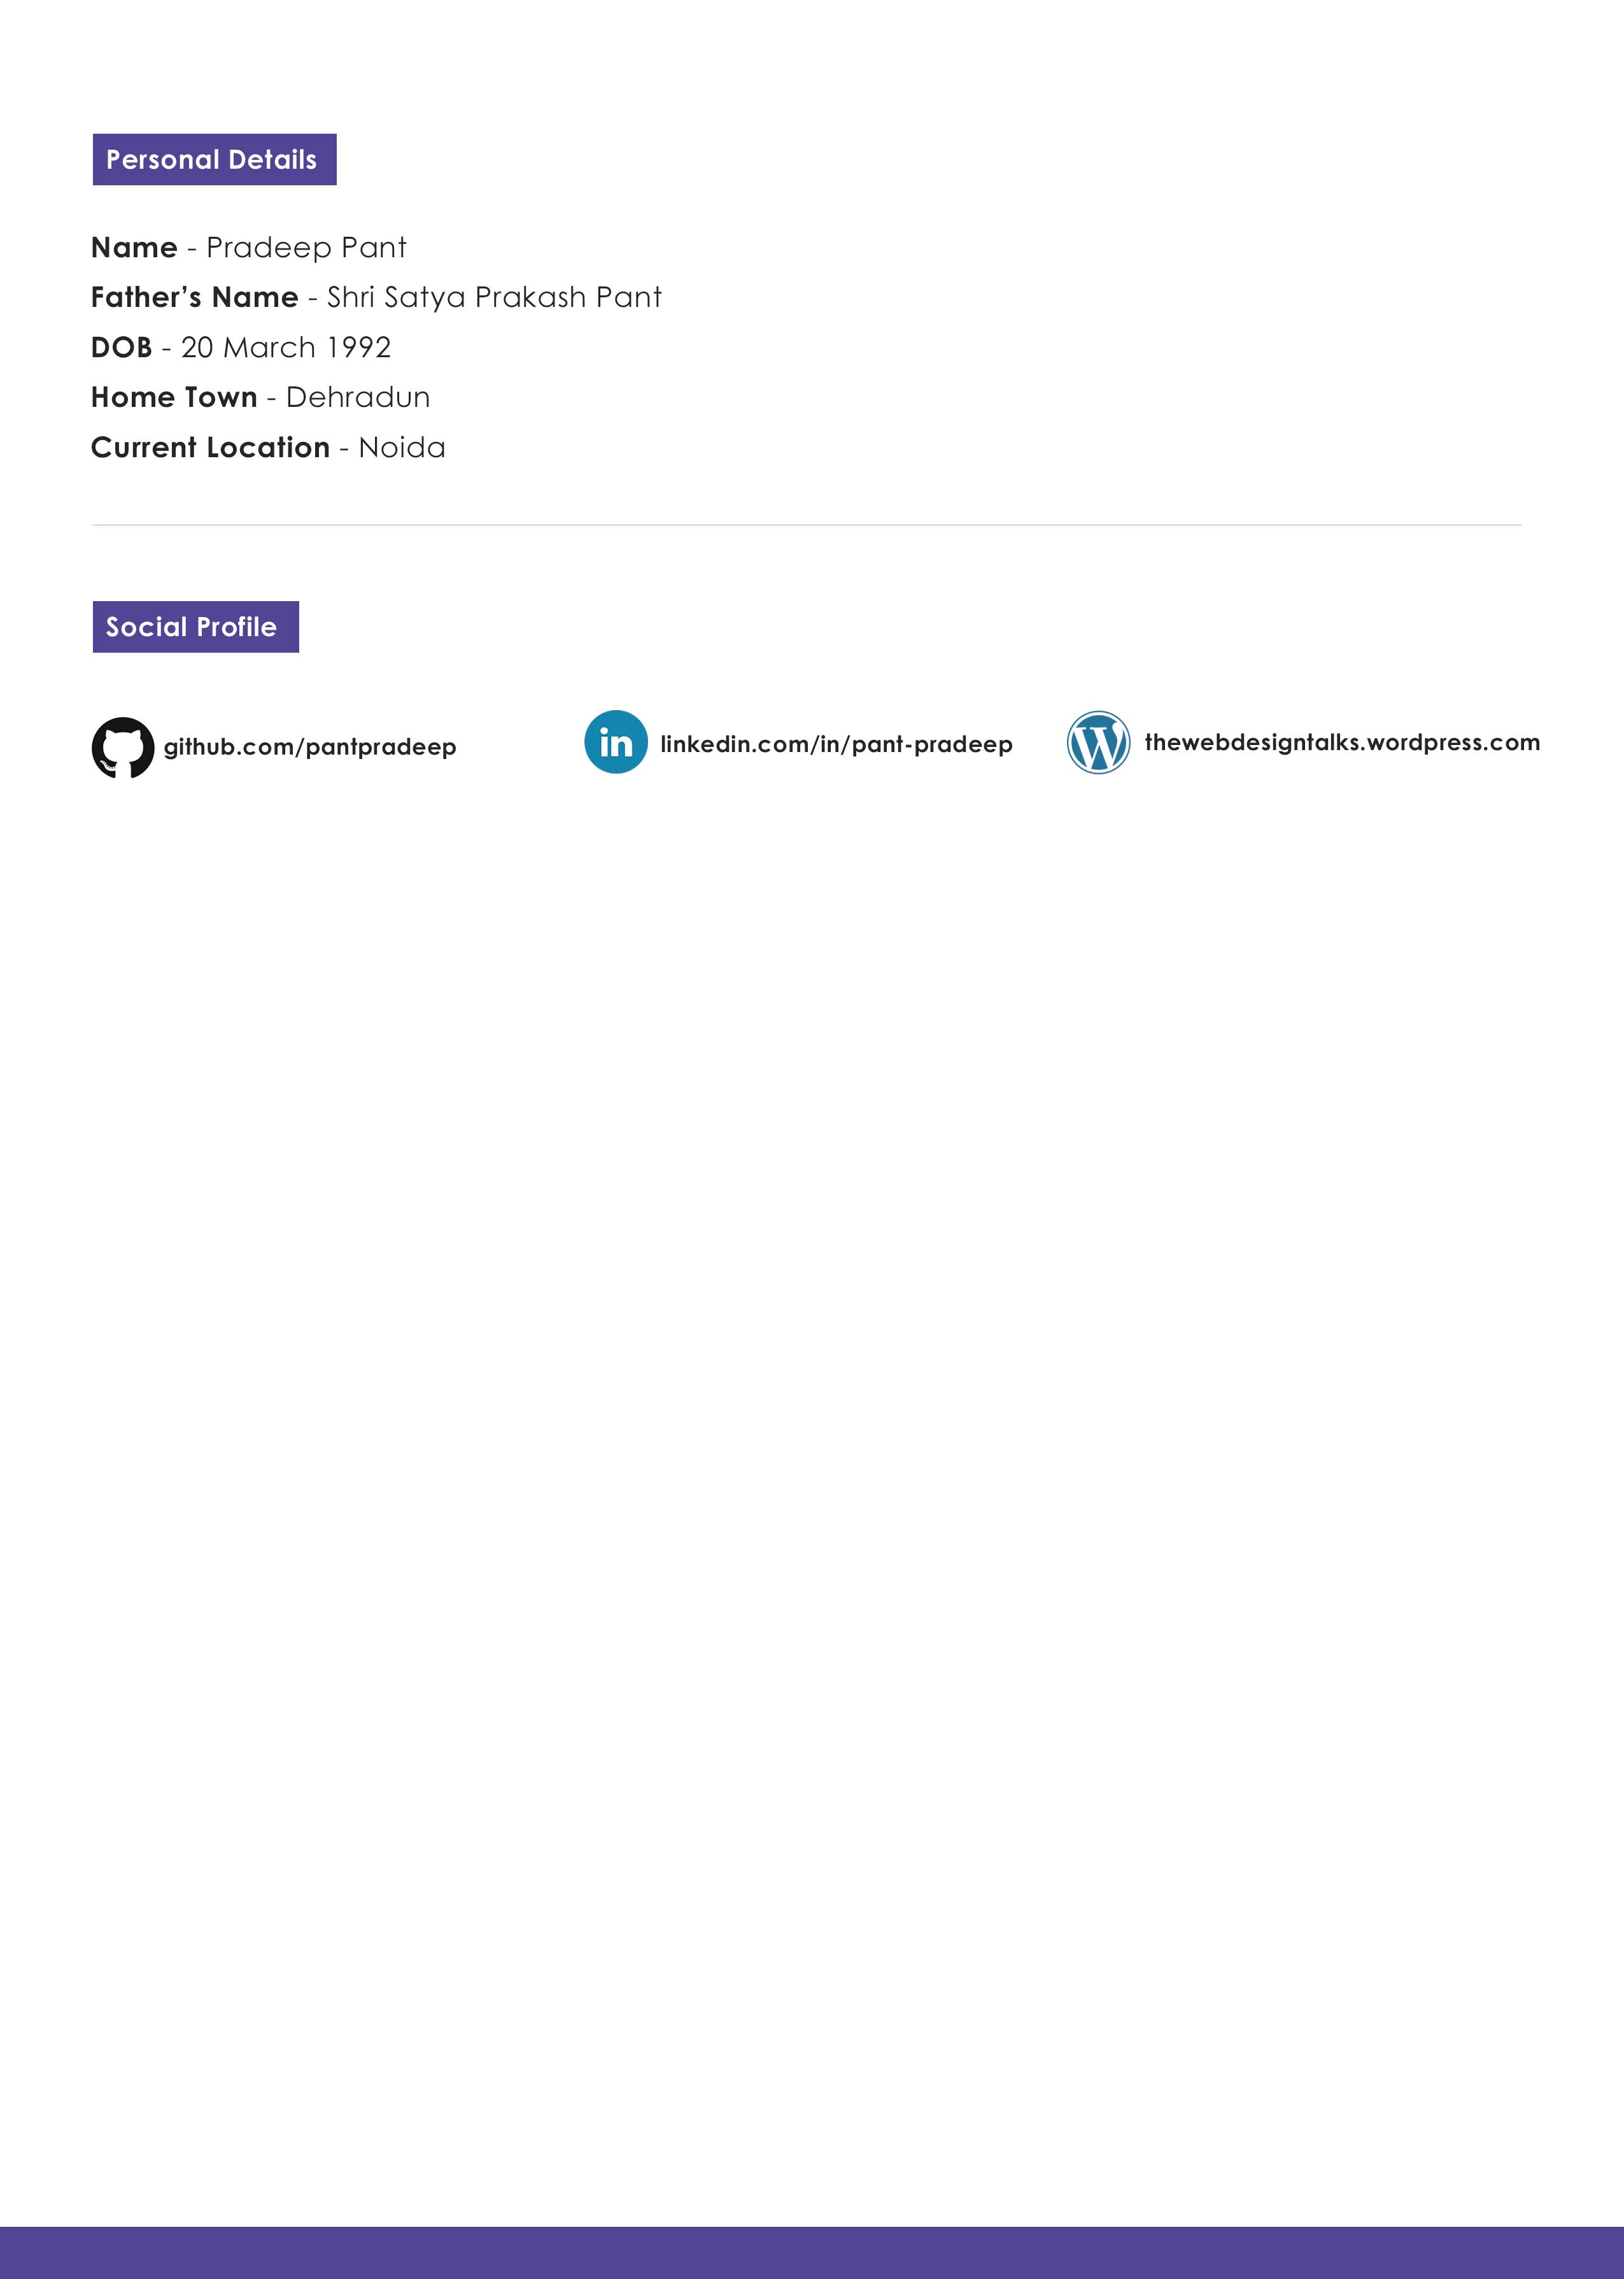 Personal Details
Name - Pradeep Pant
Father’s Name - Shri Satya Prakash Pant
DOB - 20 March 1992
Home Town - Dehradun
Current Location - Noida
Social Profile
github.com/pantpradeep
in linkedin.com/in/pant-pradeep
W thewebdesigntalks.wordpress.com